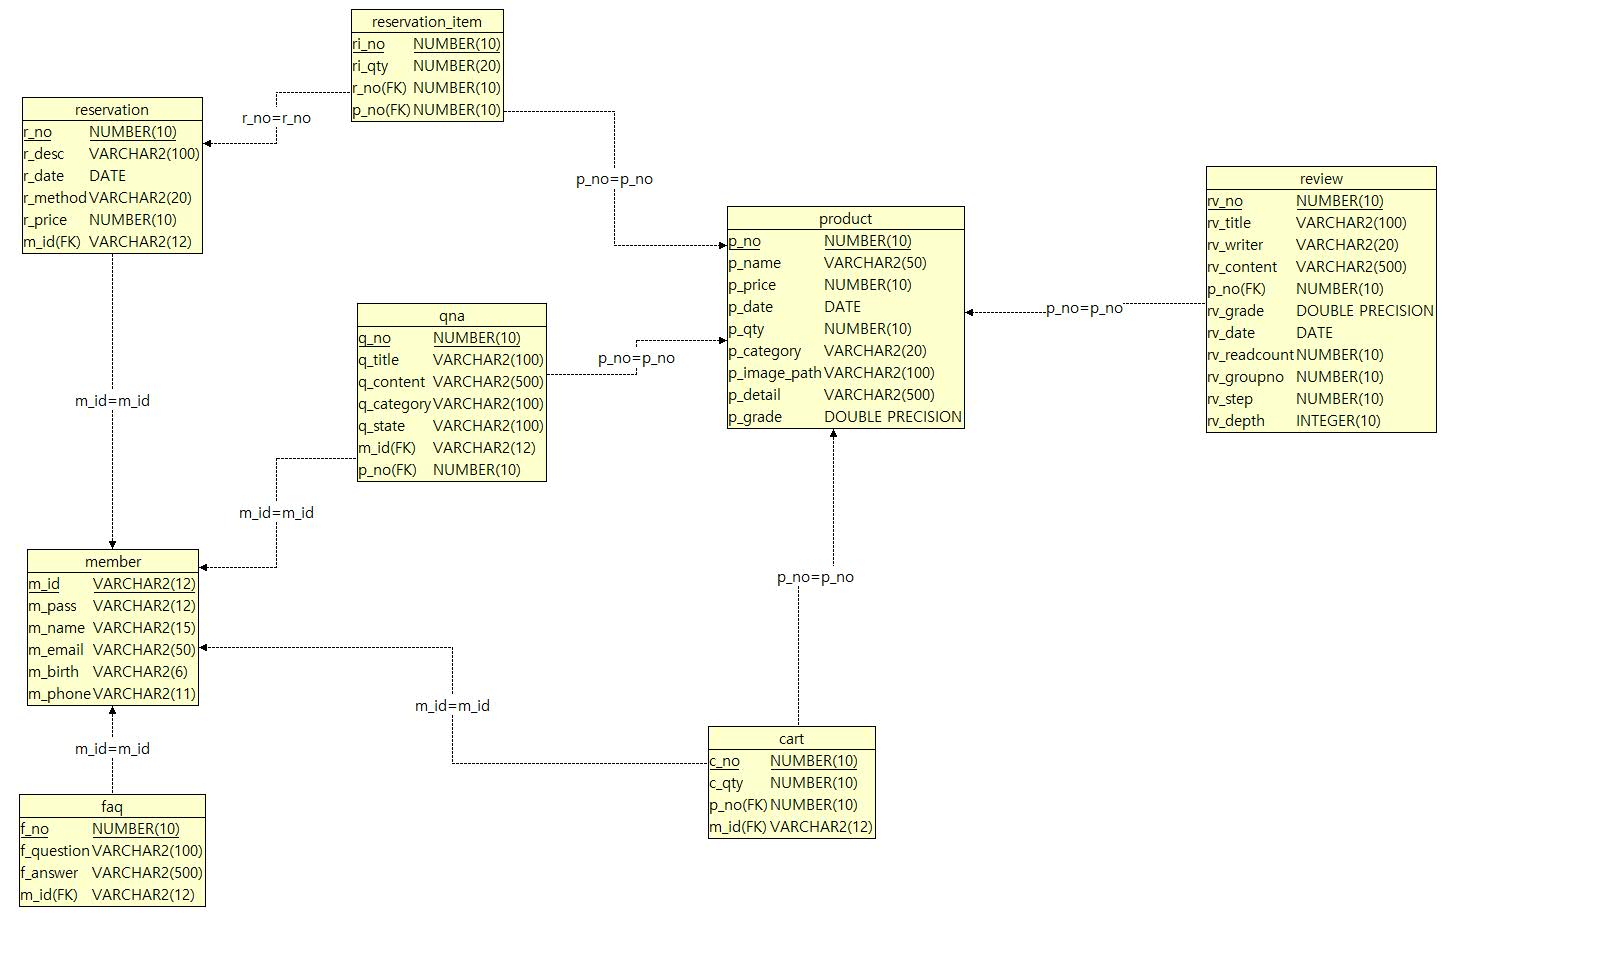 reservation_item
ri_no NUMBER(10)
ri_qty NUMBER(20)
r_no(FK) NUMBER(10)
p_no(FK) NUMBER(10)
reservation
r_no NUMBER(10)
r_desc VARCHAR2(100)
r_date DATE
r_method VARCHAR2(20)
r_price NUMBER(10)
m_id(FK) VARCHAR2(12)
r_no=r_no
p_no=p_no
review
rv_no NUMBER(10)
rv_title VARCHAR2(100)
rv_writer VARCHAR2(20)
rv_content VARCHAR2(500)
p_no(FK) NUMBER(10)
rv_grade DOUBLE PRECISION
rv_date DATE
rv_readcount NUMBER(10)
rv_groupno NUMBER(10)
rv_step NUMBER(10)
rv_depth INTEGER(10)
product
p_no NUMBER(10)
p_name VARCHAR2(50)
p_price NUMBER(10)
p_date DATE
p_qty NUMBER(10)
p_category VARCHAR2(20)
p_image_path VARCHAR2(100)
p_detail VARCHAR2(500)
p_grade DOUBLE PRECISION
p_no=p_no
qna
q_no NUMBER(10)
q_title VARCHAR2(100)
q_content VARCHAR2(500)
q_category VARCHAR2(100)
q_state VARCHAR2(100)
m_id(FK) VARCHAR2(12)
p_no(FK) NUMBER(10)
p_no=p_no
m_id=m_id
m_id=m_id
member
m_id VARCHAR2(12)
m_pass VARCHAR2(12)
m_name VARCHAR2(15)
m_email VARCHAR2(50)
m_birth VARCHAR2(6)
m_phone VARCHAR2(11)
p_no=p_no
m_id=m_id
m_id=m_id
cart
c_no NUMBER(10)
c_qty NUMBER(10)
p_no(FK) NUMBER(10)
m_id(FK) VARCHAR2(12)
faq
f_no NUMBER(10)
f_question VARCHAR2(100)
f_answer VARCHAR2(500)
m_id(FK) VARCHAR2(12)